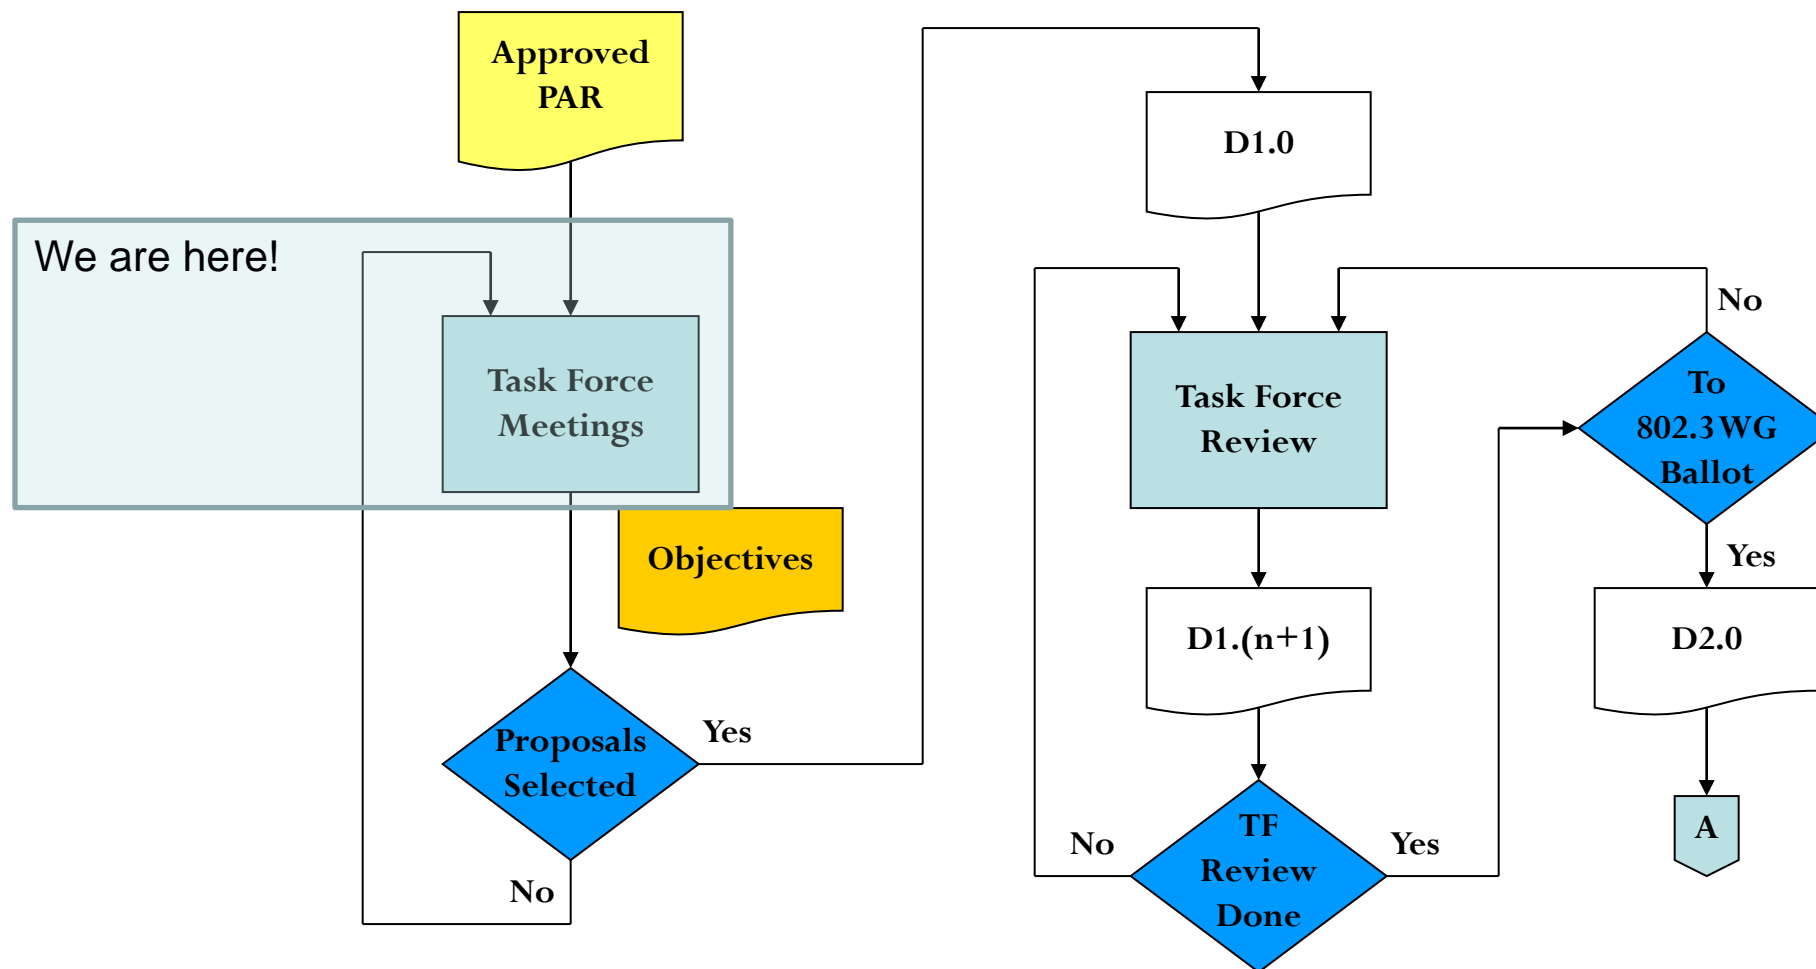 Approved
PAR
We are here!
Task Force
Meetings
Objectives
Proposals
Selected
Yes
No
D1.0
Task Force
Review
D1.(n+1)
TF
Review
Done
No
Yes
No
To
802.3 WG
Ballot
Yes
D2.0
A